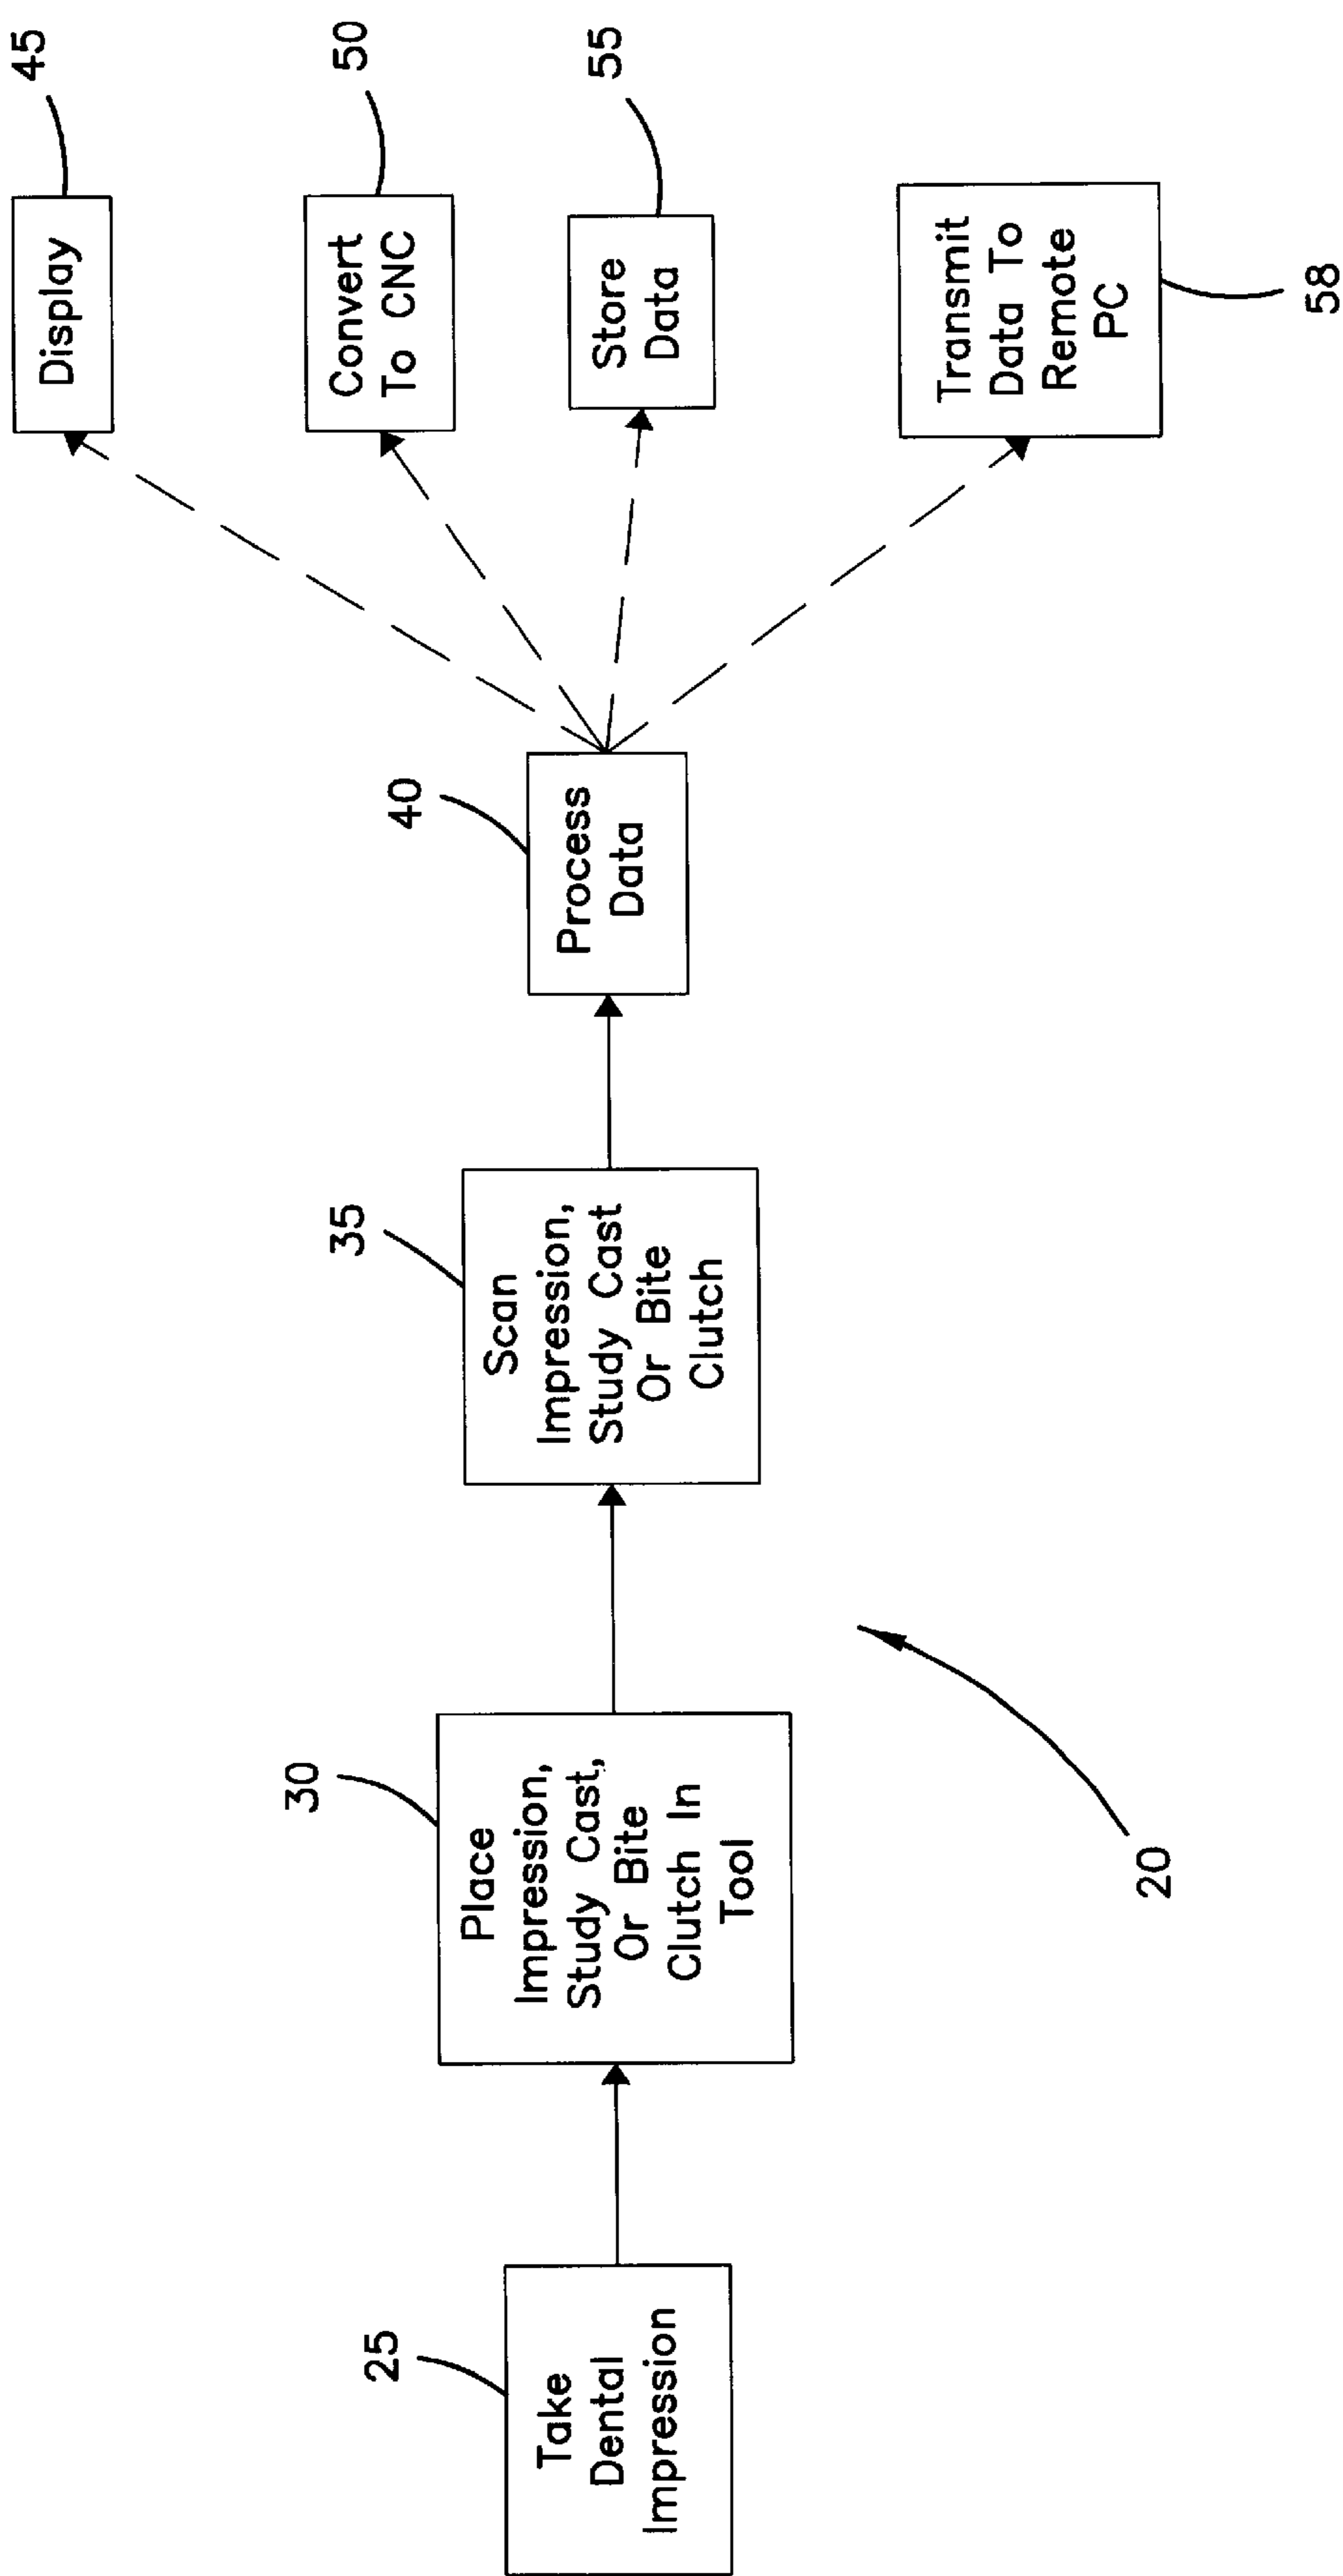 25
Take
Dental
Impression
30
Place
Impression,
Study Cast,
Or Bite
Clutch In
Tool
35
Scan
Impression,
Study Cast
Or Bite
Clutch
40
Process
Data
45
Display
50
Convert
To CNC
55
Store
Data
Transmit
Data To
Remote
PC
58
20